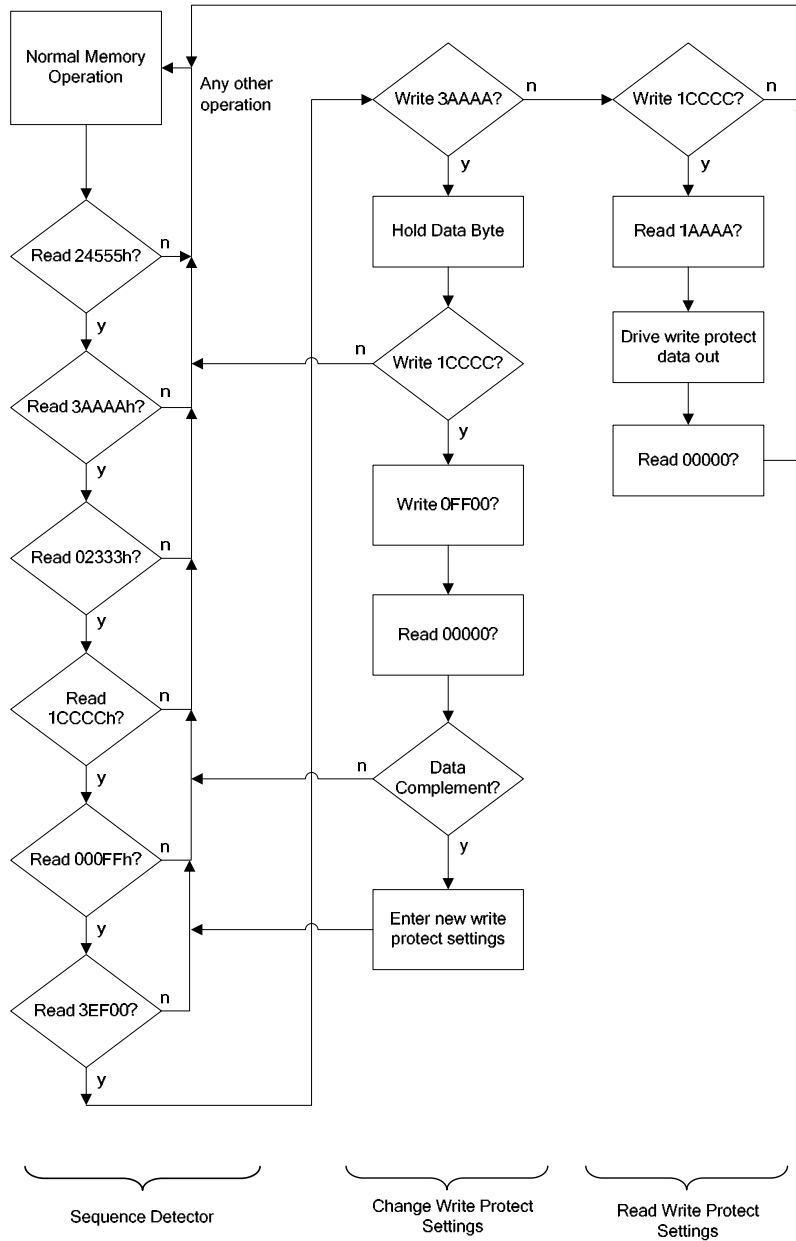 Normal Memory
Operation
Any other
operation
Read 24555h?
n
y
Read 3AAAAh?
n
y
Read 02333h?
n
y
Read
1CCCCh?
n
y
Read 000FFh?
n
y
Read 3EF00?
n
y
Sequence Detector
Write 3AAAA?
n
y
Hold Data Byte
Write 1CCCC?
n
y
Write 0FF00?
Read 00000?
Data
Complement?
n
y
Enter new write
protect settings
Change Write Protect
Settings
Write 1CCCC?
n
y
Read 1AAAA?
Drive write protect
data out
Read 00000?
Read Write Protect
Settings